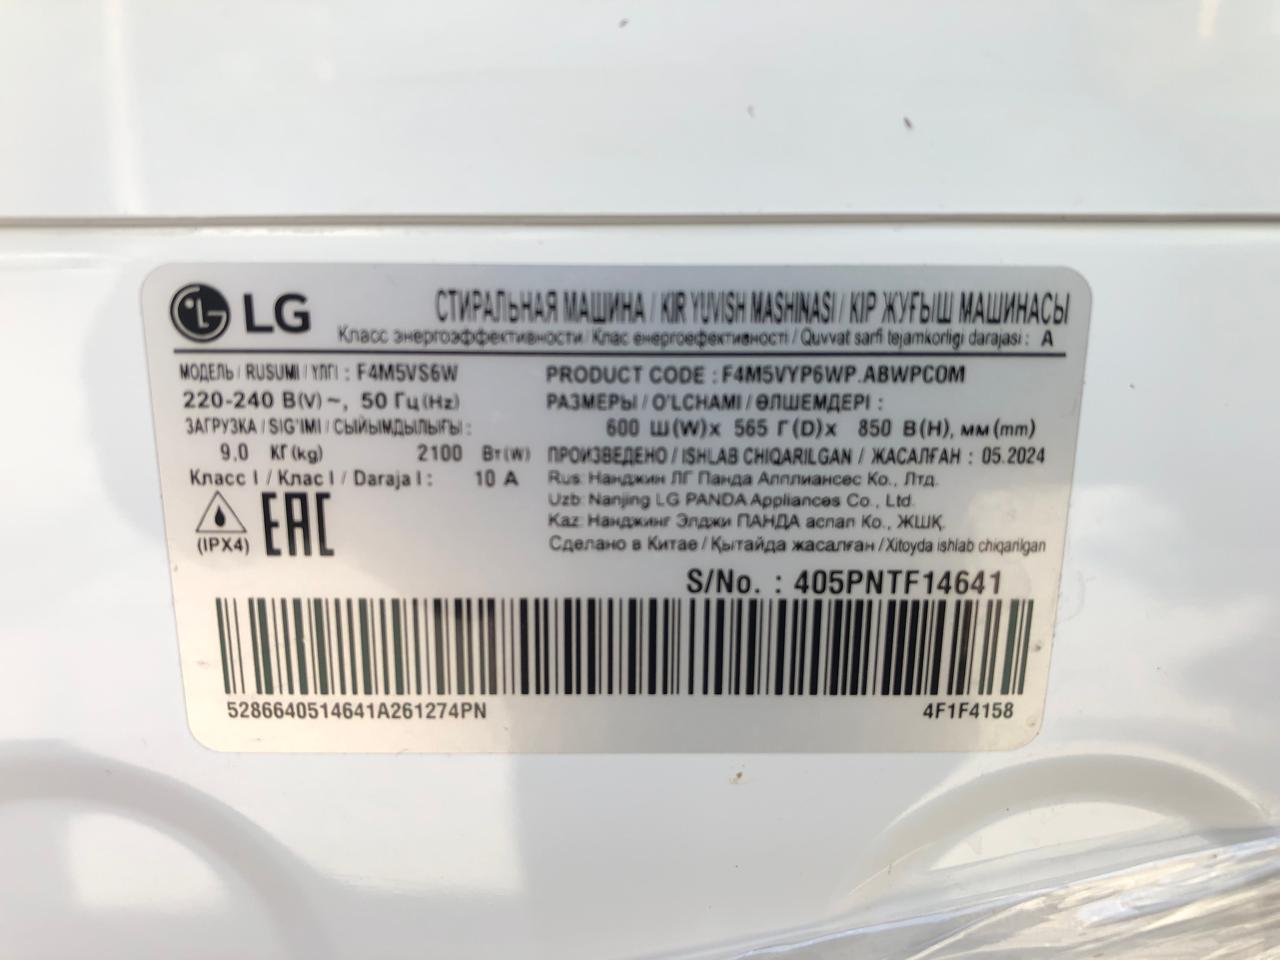 LG
СТИРАЛЬНАЯ МАШИНА / KIR YUVISH MASHINASI / КІР ЖУҒЫШ МАШИНАСЫ
Класс энергоэффективности / Клас енергоефективності / Quvvat sarfi tejamkorligi darajasi : A
МОДЕЛЬ / RUSUMI / ҮЛГІ : F4M5VS6W
220-240 В(V) ~, 50 Гц(Hz)
ЗАГРУЗКА / SIG'IMI / СЫЙЫМДЫЛЫҒЫ :
9,0 КГ(kg) 2100 Вт(W)
Класс I / Клас I / Daraja I : 10 A
(IPX4) EAC
PRODUCT CODE : F4M5VYP6WP.ABWPCOM
РАЗМЕРЫ / O'LCHAMI / ӨЛШЕМДЕРІ :
600 Ш(W)x 565 Г(D)x 850 В(H), мм(mm)
ПРОИЗВЕДЕНО / ISHLAB CHIQARILGAN / ЖАСАЛҒАН : 05.2024
Rus: Нанджин ЛГ Панда Апплиансес Ко., Лтд.
Uzb: Nanjing LG PANDA Appliances Co., Ltd.
Kaz: Нанджинг Элджи ПАНДА аспап Ко., ЖШҚ.
Сделано в Китае / Қытайда жасалған / Xitoyda ishlab chiqarilgan
S/No. : 405PNTF14641
5286640514641A261274PN 4F1F4158